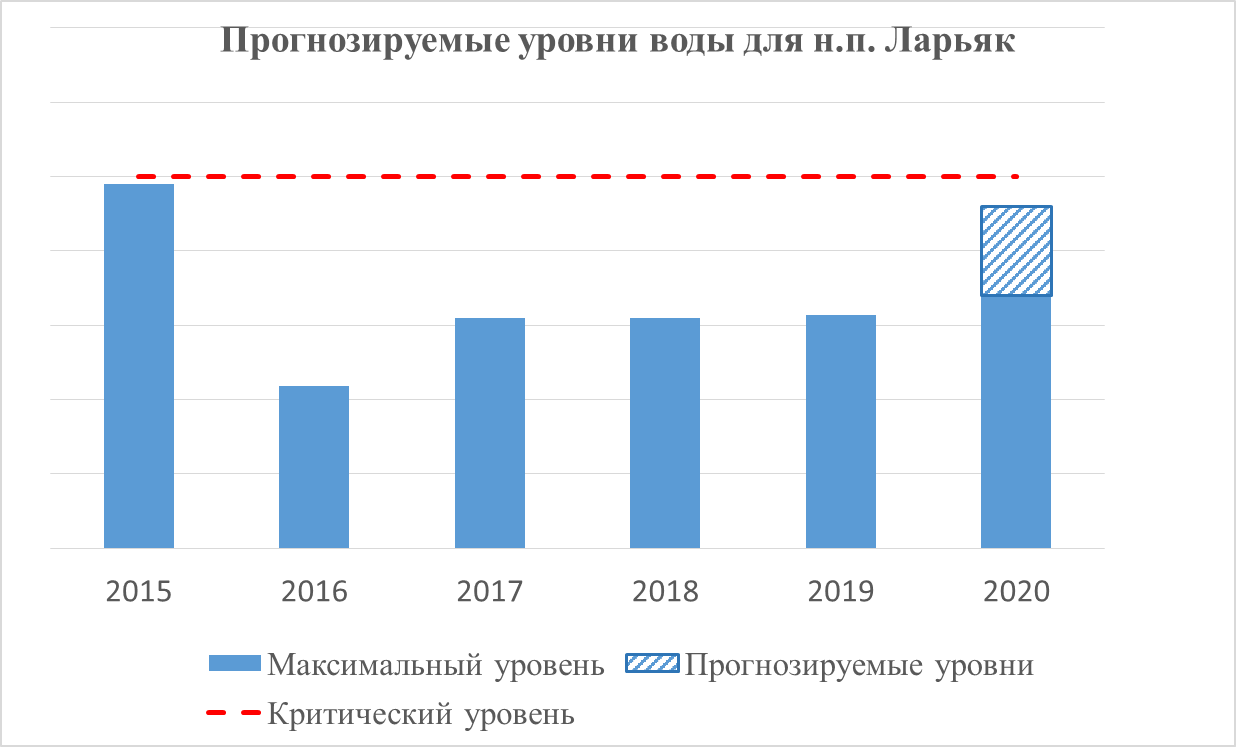 Прогнозируемые уровни воды для н.п. Ларьяк
2015 2016 2017 2018 2019 2020
Максимальный уровень Прогнозируемые уровни
Критический уровень